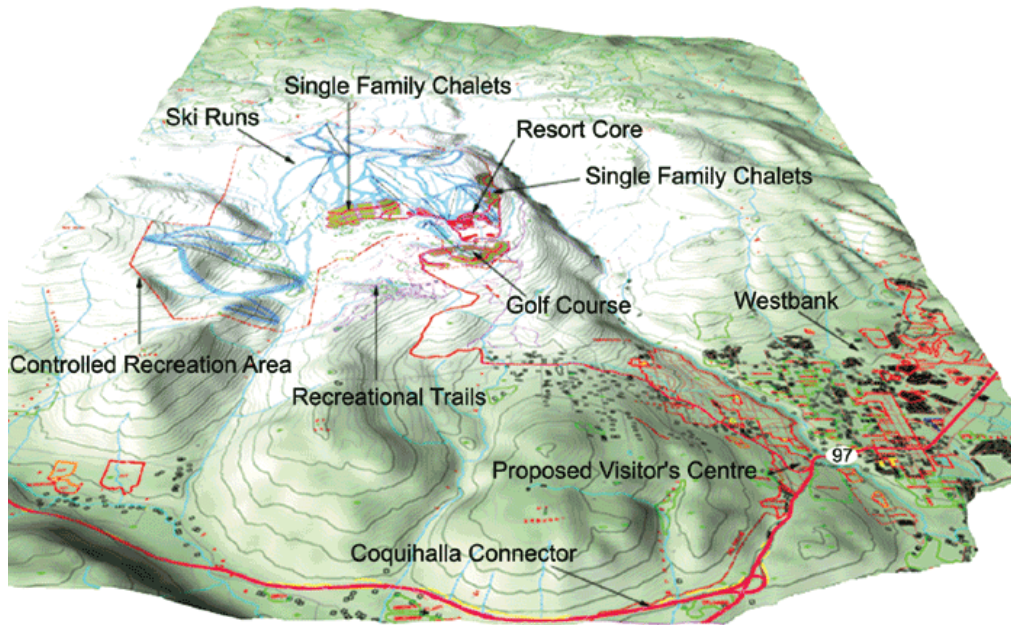 Single Family Chalets
Ski Runs
Resort Core
Single Family Chalets
Golf Course
Westbank
Controlled Recreation Area
Recreational Trails
97
Proposed Visitor's Centre
Coquihalla Connector